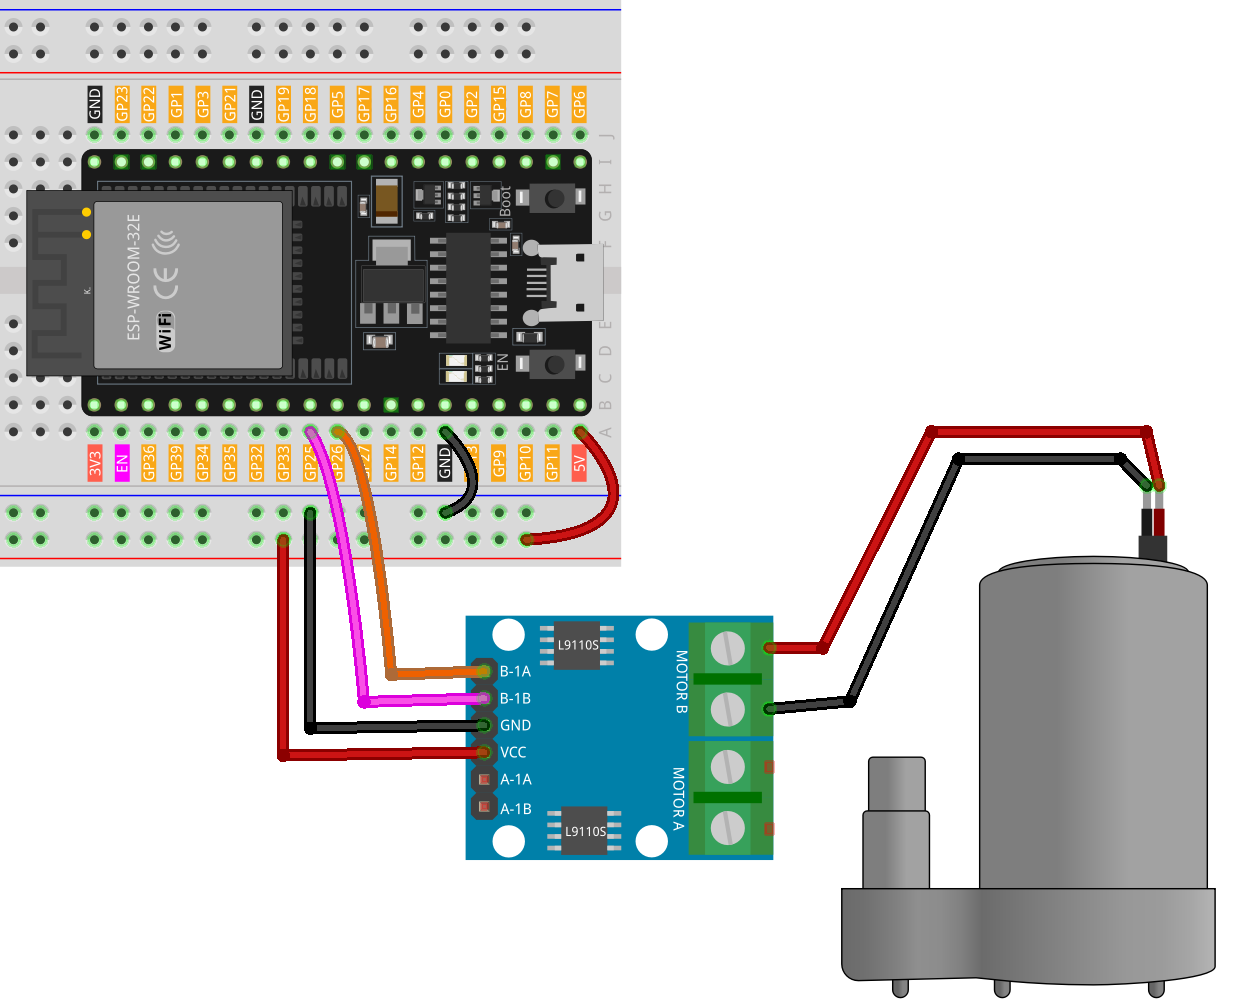 GND GP23 GP22 GP1 GP3 GP21 GND GP19 GP18 GP5 GP17 GP16 GP4 GP0 GP2 GP15 GP8 GP7 GP6
J
I
H
G
F
E
D
C
B
A
Boot
ESP-WROOM-32E
K.
CE
WiFi
EN
3V3 EN GP36 GP39 GP34 GP35 GP32 GP33 GP25 GP26 GP14 GP12 GND GP9 GP10 GP11 5V
L9110S
B-1A
B-1B
GND
VCC
A-1A
A-1B
MOTOR B
MOTOR A
L9110S